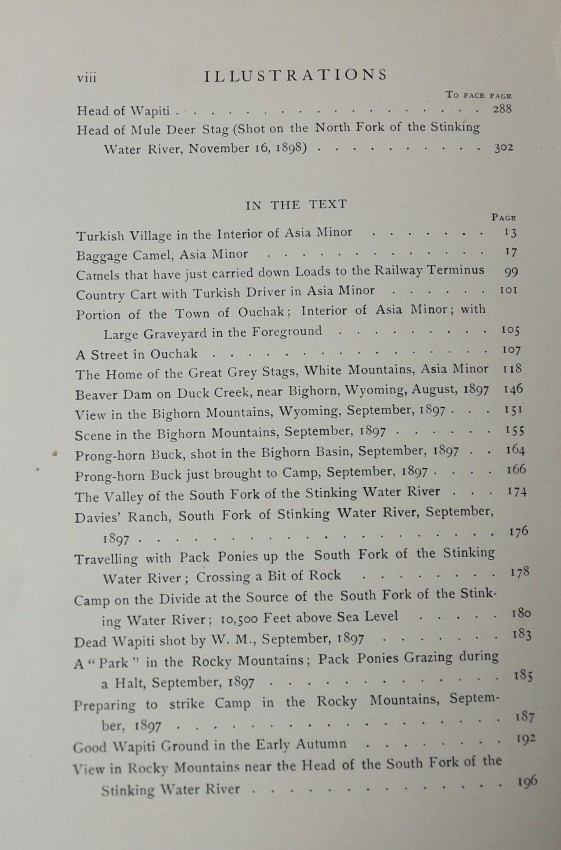 viii ILLUSTRATIONS
To face page
Head of Wapiti . . . . . . . . . . . . . . . . . . 288
Head of Mule Deer Stag (Shot on the North Fork of the Stinking
Water River, November 16, 1898) . . . . . . . . . . 302
IN THE TEXT
Page
Turkish Village in the Interior of Asia Minor . . . . . . . 13
Baggage Camel, Asia Minor . . . . . . . . . . . . . 17
Camels that have just carried down Loads to the Railway Terminus 99
Country Cart with Turkish Driver in Asia Minor . . . . . . 101
Portion of the Town of Ouchak; Interior of Asia Minor; with
Large Graveyard in the Foreground . . . . . . . . . 105
A Street in Ouchak . . . . . . . . . . . . . . . . 107
The Home of the Great Grey Stags, White Mountains, Asia Minor 118
Beaver Dam on Duck Creek, near Bighorn, Wyoming, August, 1897 146
View in the Bighorn Mountains, Wyoming, September, 1897 . . . 151
Scene in the Bighorn Mountains, September, 1897 . . . . . . 155
Prong-horn Buck, shot in the Bighorn Basin, September, 1897 . . 164
Prong-horn Buck just brought to Camp, September, 1897 . . . . 166
The Valley of the South Fork of the Stinking Water River . . . 174
Davies' Ranch, South Fork of Stinking Water River, September,
1897 . . . . . . . . . . . . . . . . . . . . 176
Travelling with Pack Ponies up the South Fork of the Stinking
Water River; Crossing a Bit of Rock . . . . . . . . 178
Camp on the Divide at the Source of the South Fork of the Stink-
ing Water River; 10,500 Feet above Sea Level . . . . . 180
Dead Wapiti shot by W. M., September, 1897 . . . . . . . 183
A "Park" in the Rocky Mountains; Pack Ponies Grazing during
a Halt, September, 1897 . . . . . . . . . . . . . 185
Preparing to strike Camp in the Rocky Mountains, Septem-
ber, 1897 . . . . . . . . . . . . . . . . . . 187
Good Wapiti Ground in the Early Autumn . . . . . . . . 192
View in Rocky Mountains near the Head of the South Fork of the
Stinking Water River . . . . . . . . . . . . . . 196